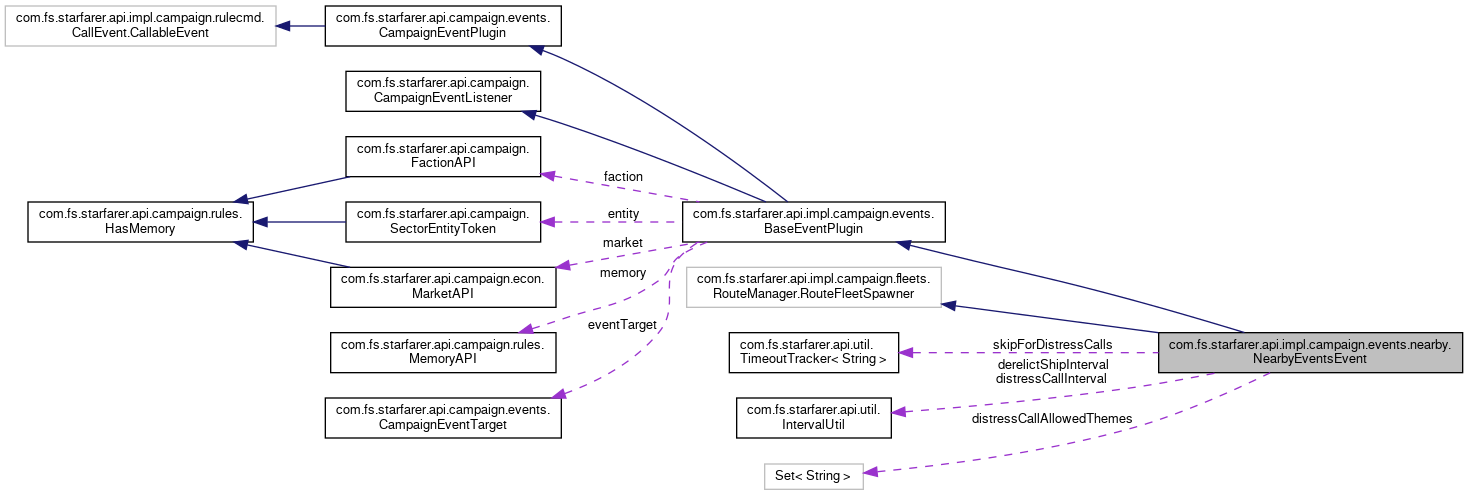 com.fs.starfarer.api.impl.campaign.rulecmd.
CallEvent.CallableEvent
com.fs.starfarer.api.campaign.events.
CampaignEventPlugin
com.fs.starfarer.api.campaign.
CampaignEventListener
com.fs.starfarer.api.campaign.
FactionAPI
faction
com.fs.starfarer.api.campaign.rules.
HasMemory
com.fs.starfarer.api.campaign.
SectorEntityToken
entity
com.fs.starfarer.api.impl.campaign.events.
BaseEventPlugin
market
com.fs.starfarer.api.campaign.econ.
MarketAPI
memory
com.fs.starfarer.api.impl.campaign.fleets.
RouteManager.RouteFleetSpawner
eventTarget
com.fs.starfarer.api.campaign.rules.
MemoryAPI
com.fs.starfarer.api.util.
TimeoutTracker< String >
skipForDistressCalls
com.fs.starfarer.api.impl.campaign.events.nearby.
NearbyEventsEvent
derelictShipInterval
distressCallInterval
com.fs.starfarer.api.campaign.events.
CampaignEventTarget
com.fs.starfarer.api.util.
IntervalUtil
distressCallAllowedThemes
Set< String >